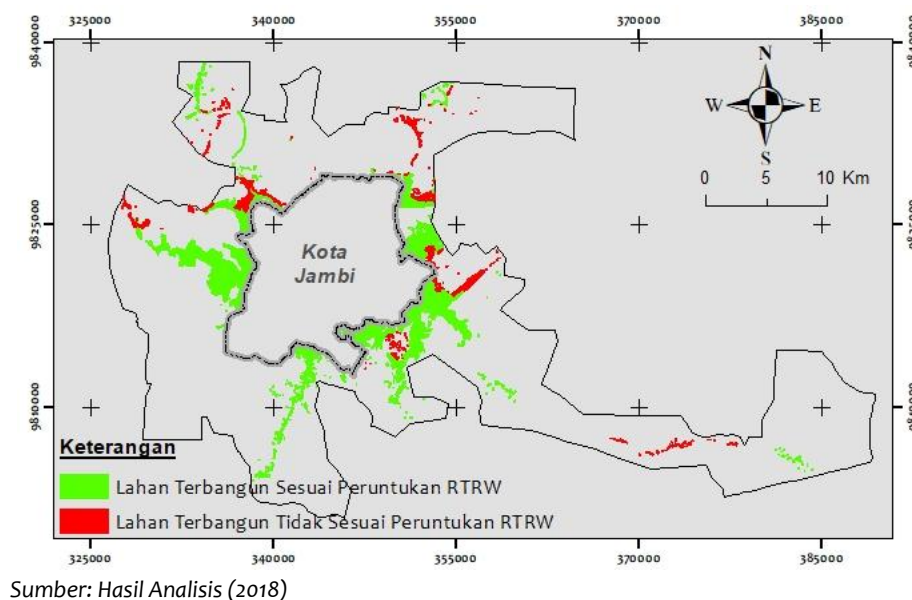 325000 340000 355000 370000 385000
9840000
N
W E
S
0 5 10 Km
9825000
Kota
Jambi
9810000
Keterangan
Lahan Terbangun Sesuai Peruntukan RTRW
Lahan Terbangun Tidak Sesuai Peruntukan RTRW
325000 340000 355000 370000 385000
Sumber: Hasil Analisis (2018)